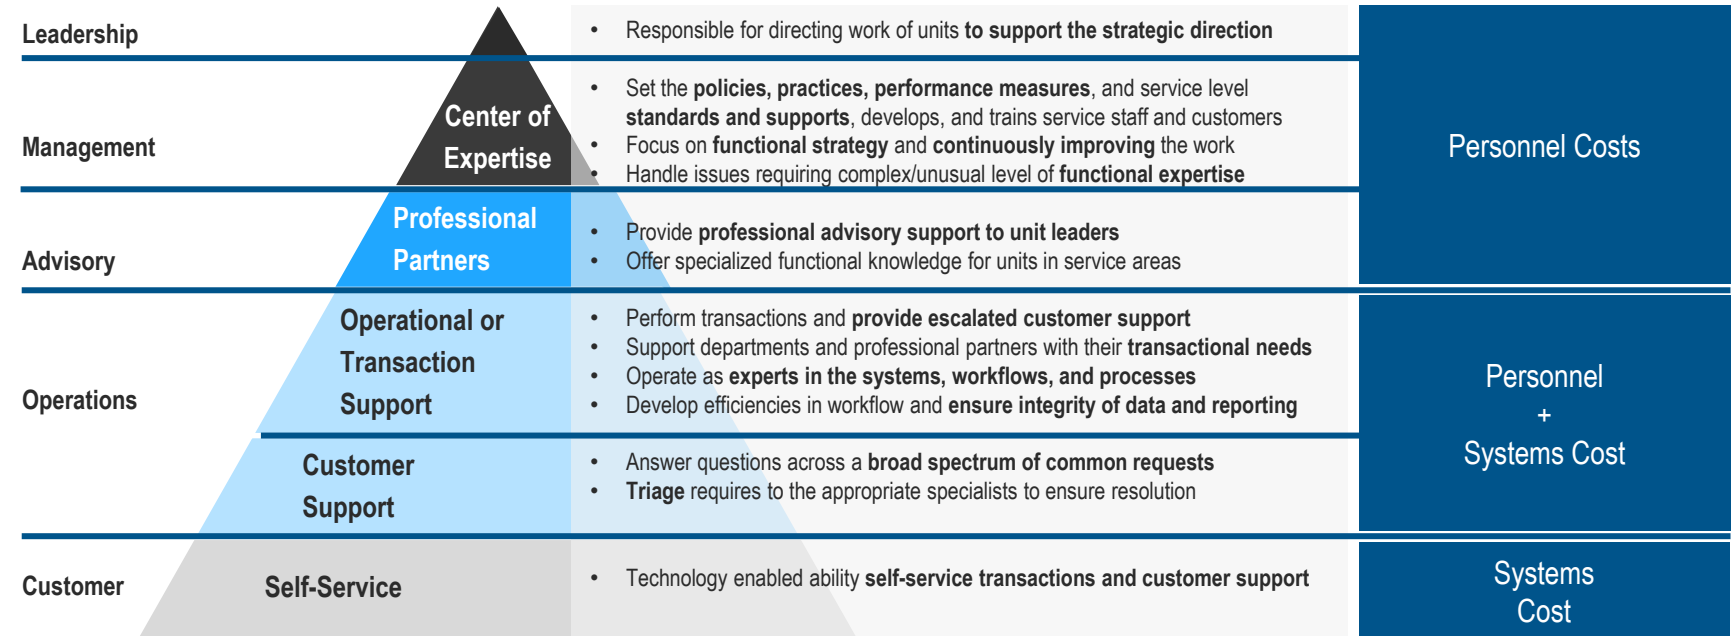 Leadership
• Responsible for directing work of units to support the strategic direction
Management
Center of
Expertise
• Set the policies, practices, performance measures, and service level
standards and supports, develops, and trains service staff and customers
• Focus on functional strategy and continuously improving the work
• Handle issues requiring complex/unusual level of functional expertise
Personnel Costs
Advisory
Professional
Partners
• Provide professional advisory support to unit leaders
• Offer specialized functional knowledge for units in service areas
Operations
Operational or
Transaction
Support
• Perform transactions and provide escalated customer support
• Support departments and professional partners with their transactional needs
• Operate as experts in the systems, workflows, and processes
• Develop efficiencies in workflow and ensure integrity of data and reporting
Personnel
+
Systems Cost
Customer
Support
• Answer questions across a broad spectrum of common requests
• Triage requires to the appropriate specialists to ensure resolution
Customer
Self-Service
• Technology enabled ability self-service transactions and customer support
Systems
Cost